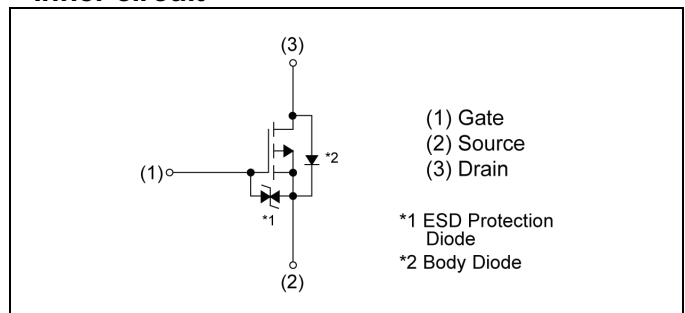 (3)
(1) Gate
(2) Source
(3) Drain
*2
(1)
*1
*1 ESD Protection
Diode
*2 Body Diode
(2)